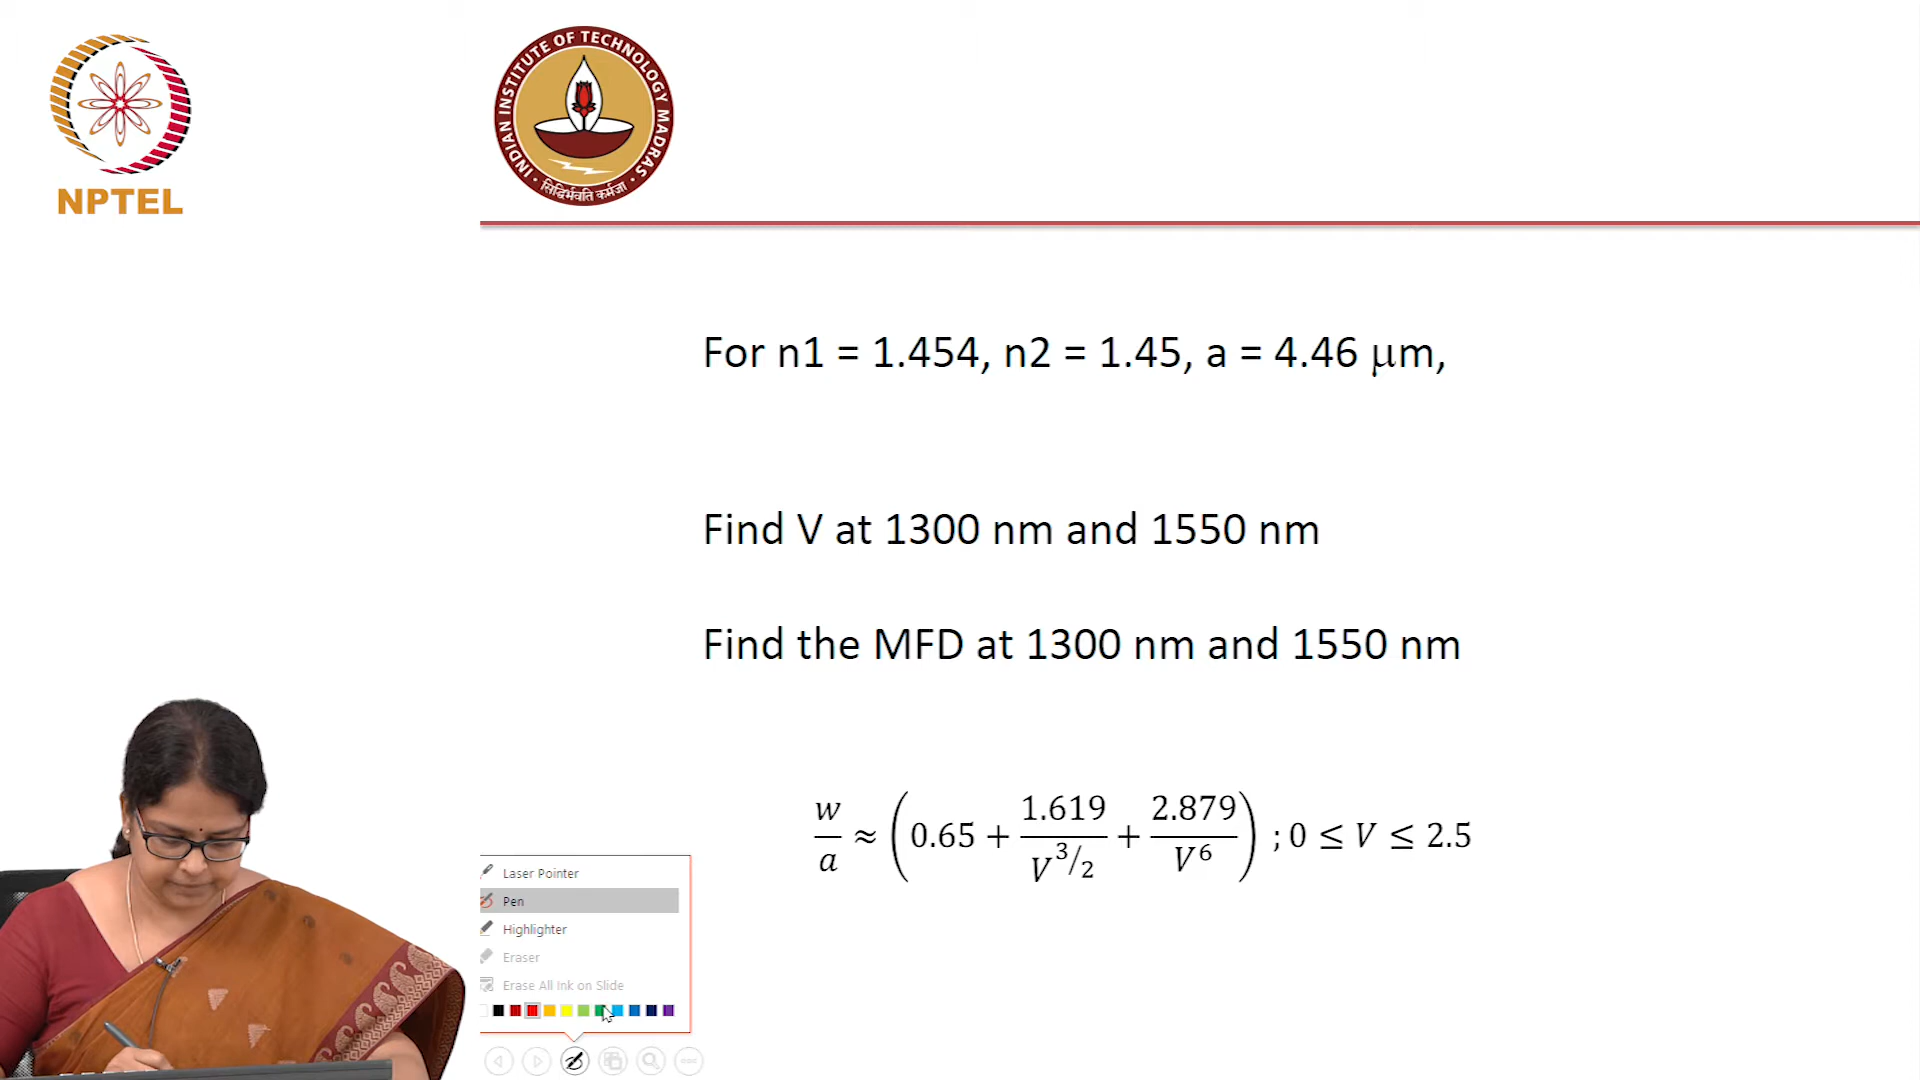 NPTEL
INDIAN INSTITUTE OF TECHNOLOGY MADRAS
सिद्धिर्भवति कर्मजा
For n1 = 1.454, n2 = 1.45, a = 4.46 μm,
Find V at 1300 nm and 1550 nm
Find the MFD at 1300 nm and 1550 nm
w/a ≈ (0.65 + 1.619/V^3/2 + 2.879/V^6) ; 0 ≤ V ≤ 2.5
Laser Pointer
Pen
Highlighter
Eraser
Erase All Ink on Slide